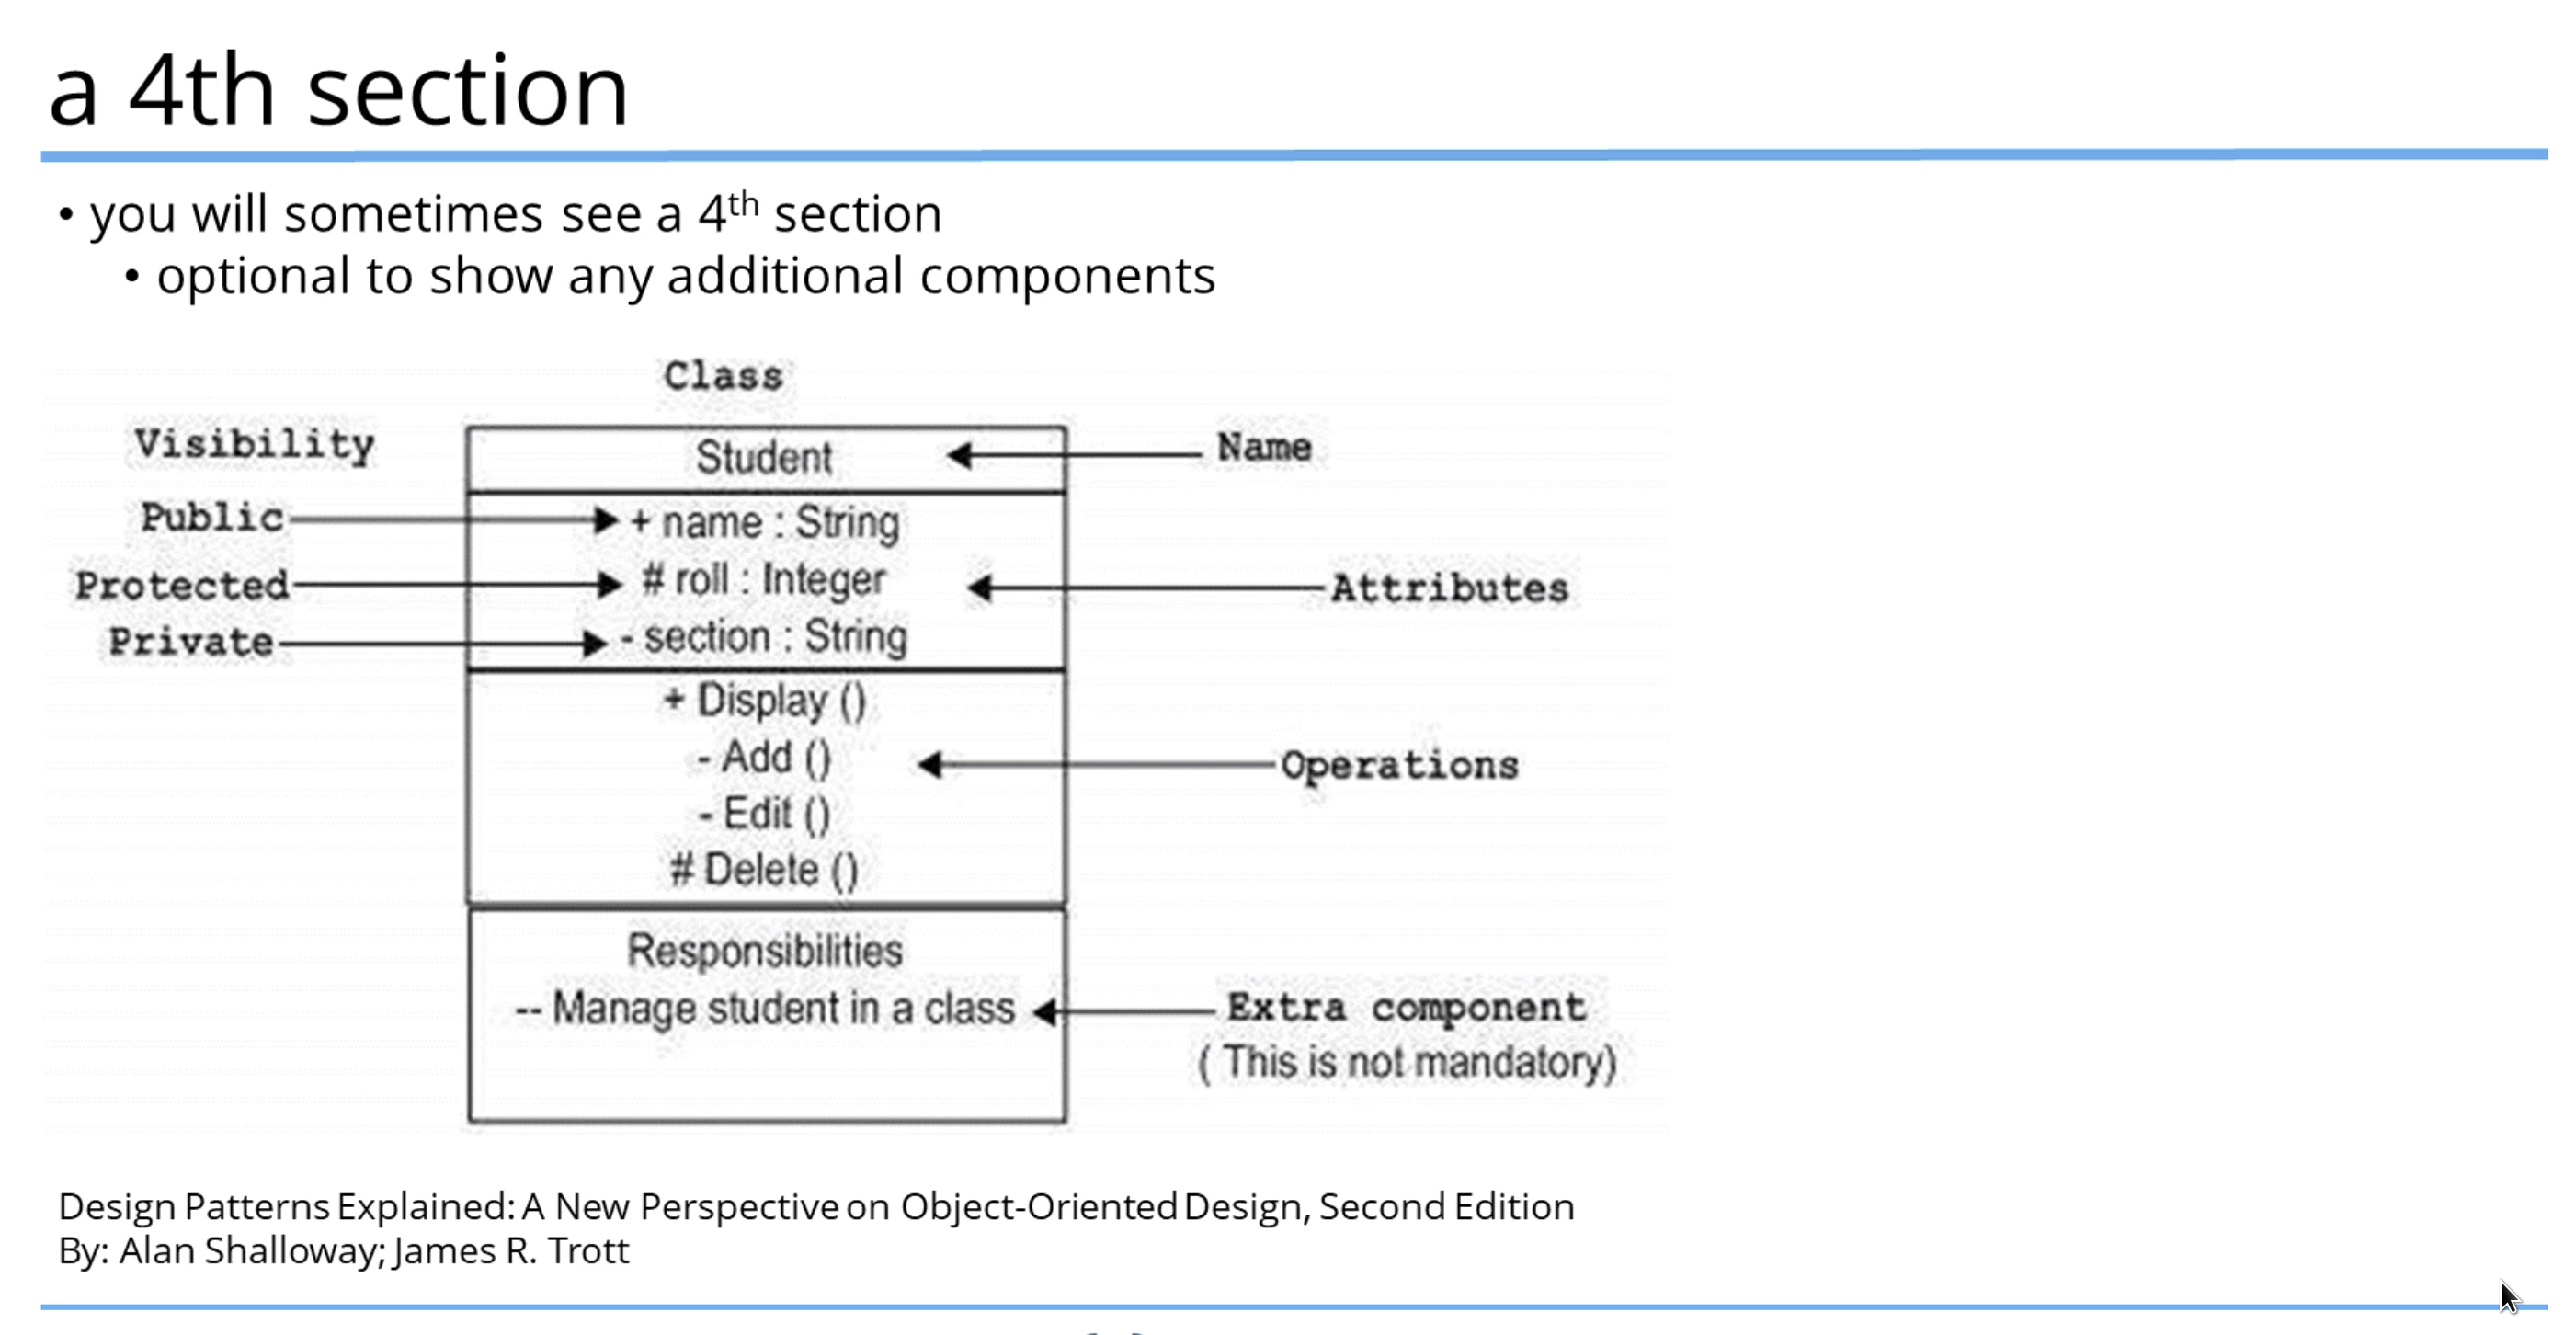 a 4th section
• you will sometimes see a 4th section
• optional to show any additional components
Class
Visibility
Student
Name
Public
+ name : String
Protected
# roll : Integer
Attributes
Private
- section : String
+ Display ()
- Add ()
Operations
- Edit ()
# Delete ()
Responsibilities
-- Manage student in a class
Extra component
( This is not mandatory)
Design Patterns Explained: A New Perspective on Object-Oriented Design, Second Edition
By: Alan Shalloway; James R. Trott